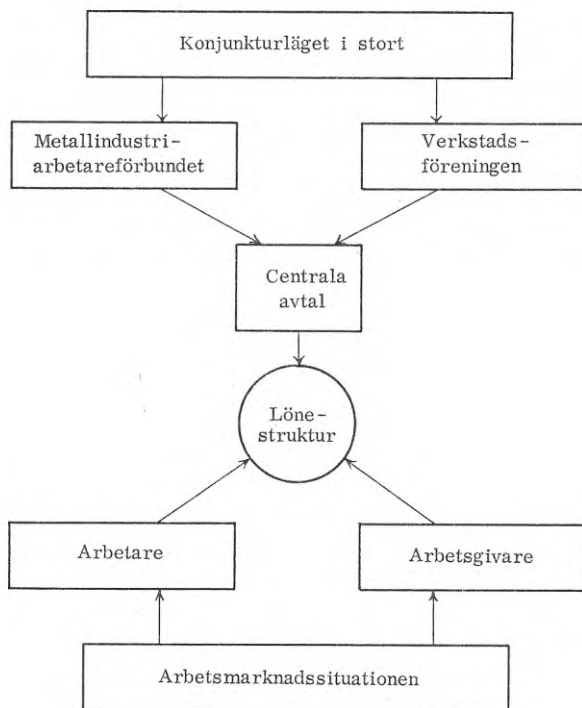 Konjunkturläget i stort
Metallindustri-
arbetareförbundet
Verkstads-
föreningen
Centrala
avtal
Löne-
struktur
Arbetare
Arbetsgivare
Arbetsmarknadssituationen